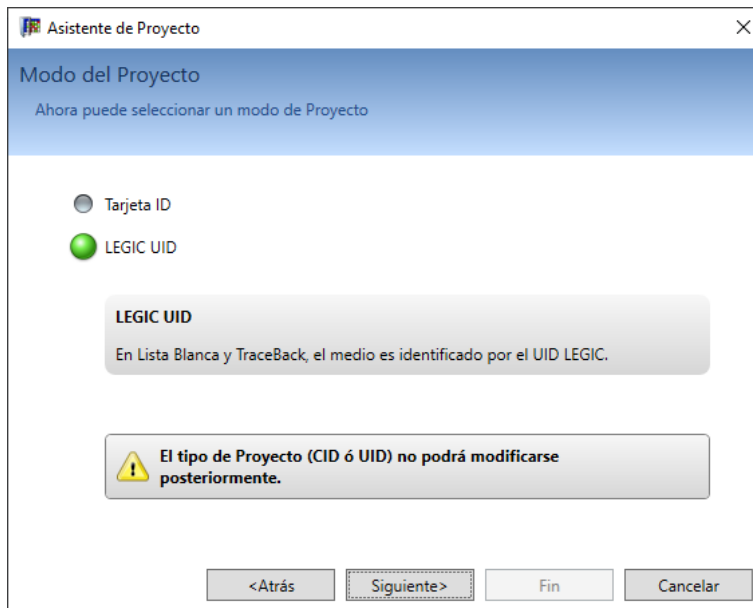 Asistente de Proyecto
Modo del Proyecto
Ahora puede seleccionar un modo de Proyecto
Tarjeta ID
LEGIC UID
LEGIC UID
En Lista Blanca y TraceBack, el medio es identificado por el UID LEGIC.
El tipo de Proyecto (CID ó UID) no podrá modificarse
posteriormente.
<Atrás
Siguiente>
Fin
Cancelar